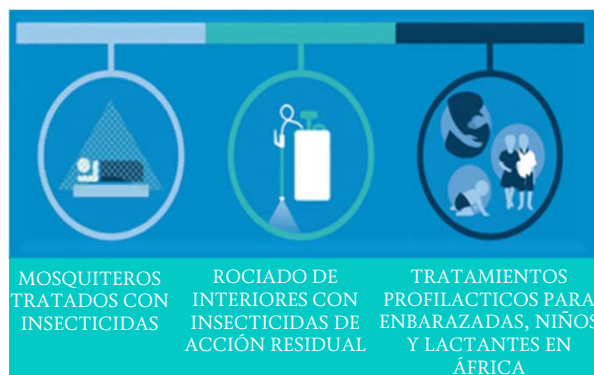 MOSQUITEROS
TRATADOS CON
INSECTICIDAS
ROCIADO DE
INTERIORES CON
INSECTICIDAS DE
ACCIÓN RESIDUAL
TRATAMIENTOS
PROFILACTICOS PARA
ENBARAZADAS, NIÑOS
Y LACTANTES EN
ÁFRICA